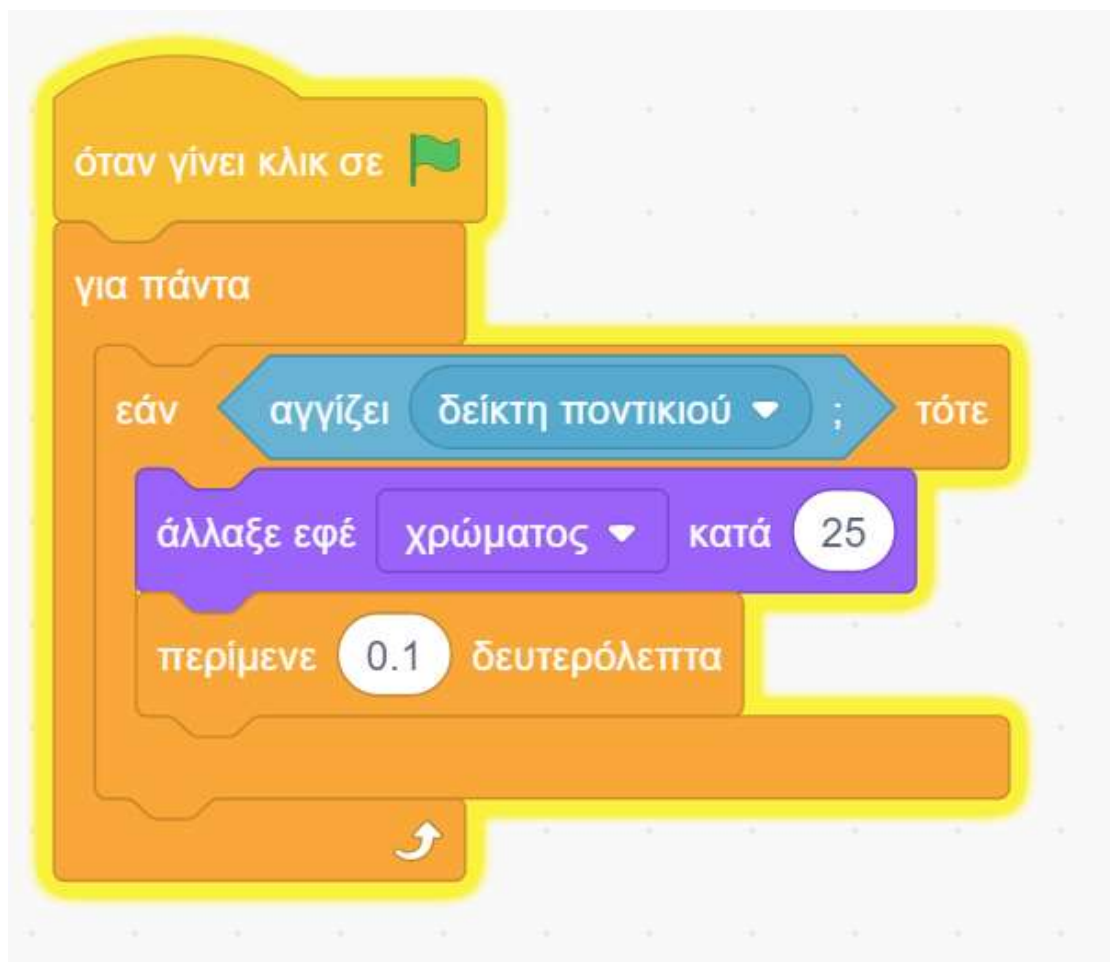 όταν γίνει κλικ σε
για πάντα
εάν αγγίζει δείκτη ποντικιού ; τότε
άλλαξε εφέ χρώματος κατά 25
περίμενε 0.1 δευτερόλεπτα